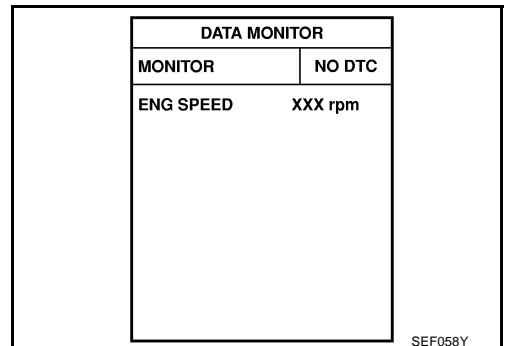 DATA MONITOR
MONITOR NO DTC
ENG SPEED XXX rpm
SEF058Y